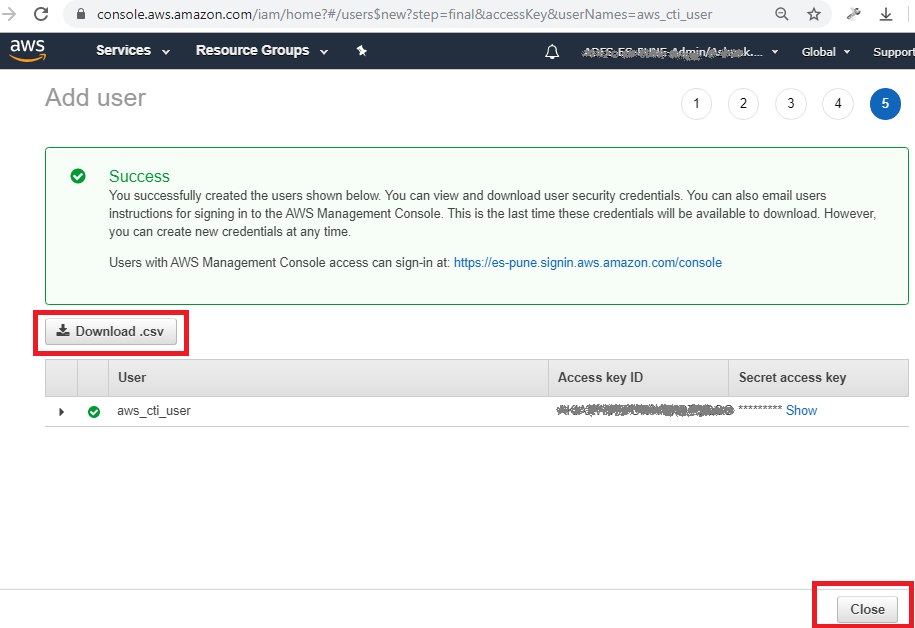 console.aws.amazon.com/iam/home?#/users$new?step=final&accessKey&userNames=aws_cti_user
aws Services Resource Groups Global Support
Add user 1 2 3 4 5
Success
You successfully created the users shown below. You can view and download user security credentials. You can also email users
instructions for signing in to the AWS Management Console. This is the last time these credentials will be available to download. However,
you can create new credentials at any time.
Users with AWS Management Console access can sign-in at: https://es-pune.signin.aws.amazon.com/console
Download .csv
User Access key ID Secret access key
aws_cti_user ********* Show
Close